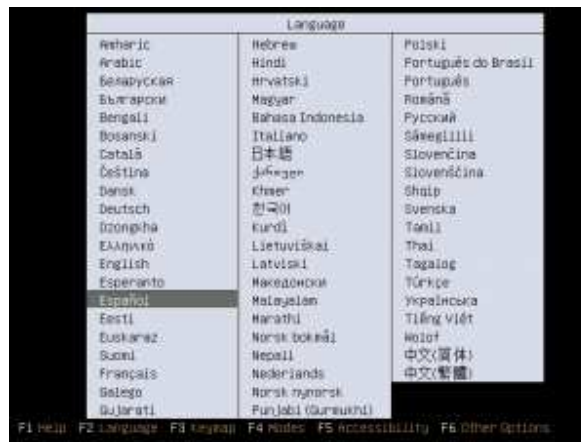 Language
Amharic
Arabic
Беларуская
Български
Bengali
Bosanski
Català
Čeština
Dansk
Deutsch
Dzongkha
Ελληνικά
English
Esperanto
Español
Eesti
Euskaraz
Suomi
Français
Galego
Gujarati
Hebrew
Hindi
Hrvatski
Magyar
Bahasa Indonesia
Italiano
日本語
ქართული
Khmer
한국어
Kurdî
Lietuviškai
Latviski
Македонски
Malayalam
Marathi
Norsk bokmål
Nepali
Nederlands
Norsk nynorsk
Punjabi (Gurmukhi)
Polski
Português do Brasil
Português
Română
Русский
Sámegillii
Slovenčina
Slovenščina
Shqip
Svenska
Tamil
Thai
Tagalog
Türkçe
Українська
Tiếng Việt
Wolof
中文(简体)
中文(繁體)
F1 Help F2 Language F3 Keymap F4 Modes F5 Accessibility F6 Other Options